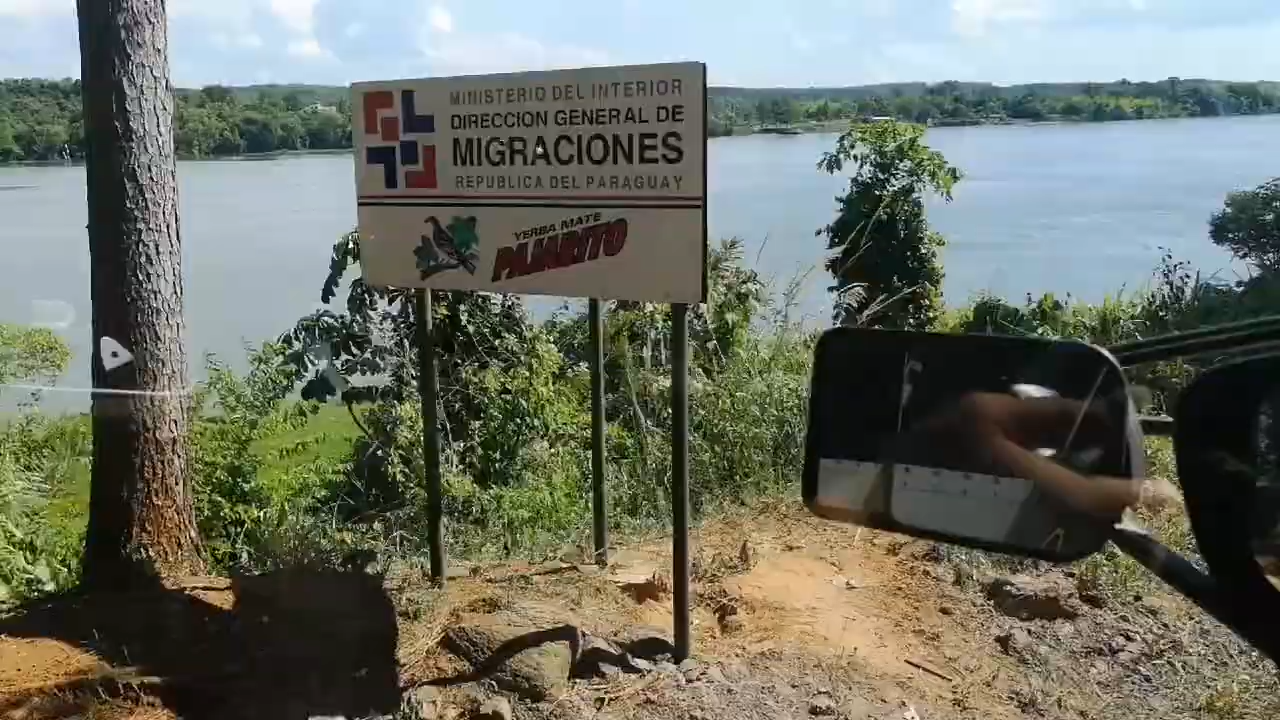 MINISTERIO DEL INTERIOR
DIRECCION GENERAL DE
MIGRACIONES
REPUBLICA DEL PARAGUAY
YERBA MATE
PAJARITO